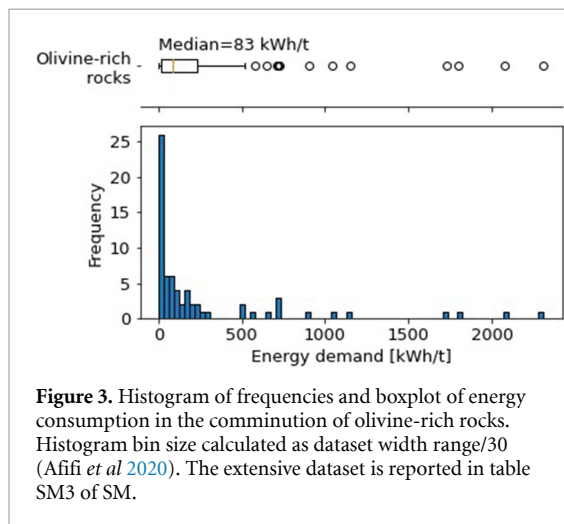 Median=83 kWh/t
Olivine-rich
rocks
25
20
15
10
5
0
Frequency
0 500 1000 1500 2000
Energy demand [kWh/t]
Figure 3. Histogram of frequencies and boxplot of energy
consumption in the comminution of olivine-rich rocks.
Histogram bin size calculated as dataset width range/30
(Afifi et al 2020). The extensive dataset is reported in table
SM3 of SM.